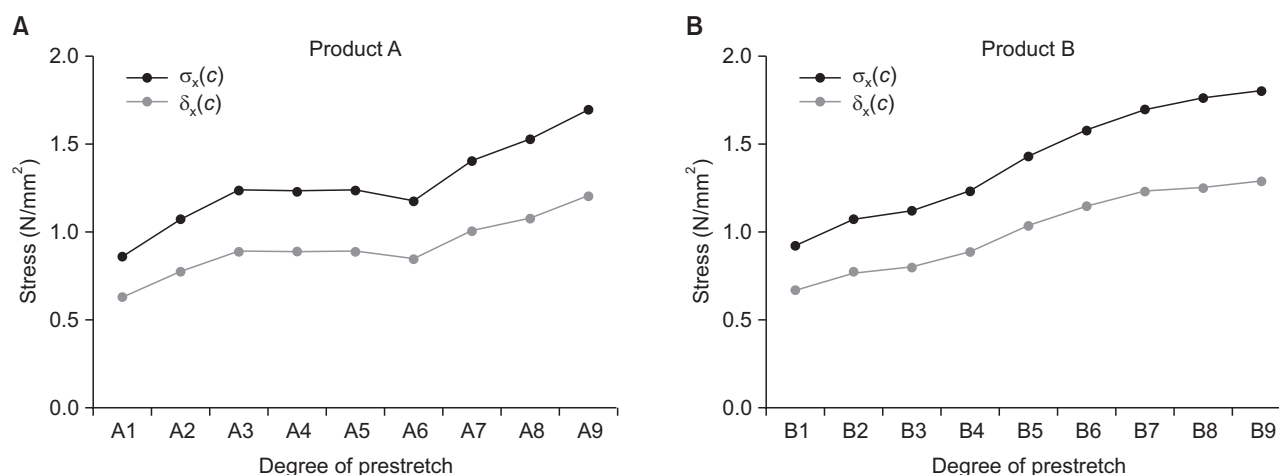 A
Product A
σx(c)
δx(c)
Stress (N/mm²)
2.0
1.5
1.0
0.5
0.0
A1 A2 A3 A4 A5 A6 A7 A8 A9
Degree of prestretch
B
Product B
σx(c)
δx(c)
Stress (N/mm²)
2.0
1.5
1.0
0.5
0.0
B1 B2 B3 B4 B5 B6 B7 B8 B9
Degree of prestretch